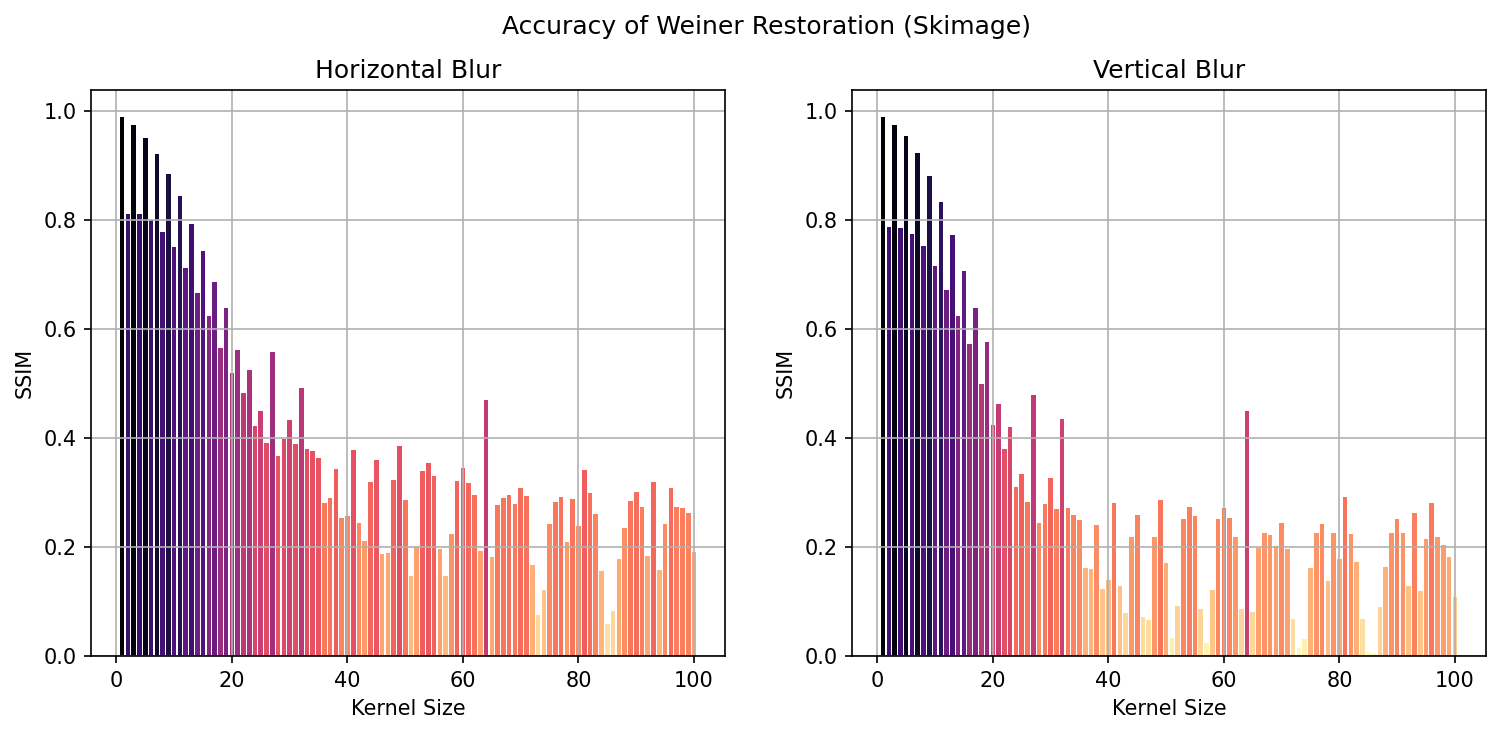 Accuracy of Weiner Restoration (Skimage)
Horizontal Blur
1.0
0.8
0.6
0.4
0.2
0.0
SSIM
0 20 40 60 80 100
Kernel Size
Vertical Blur
1.0
0.8
0.6
0.4
0.2
0.0
SSIM
0 20 40 60 80 100
Kernel Size